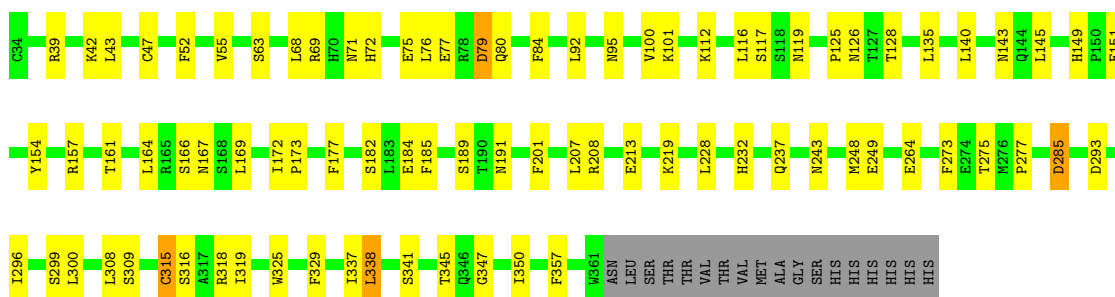 C34 R39 K42 L43 C47 F52 V55 S63 L68 R69 H70 N71 H72 E75 L76 E77 R78 D79 Q80 F84 L92 N95 V100 K101 K112 L116 S117 S118 N119 P125 N126 T127 T128 L135 L140 N143 Q144 L145 H149 P150 E151
Y154 R157 T161 L164 R165 S166 N167 S168 L169 I172 P173 F177 S182 L183 E184 F185 S189 T190 N191 F201 L207 R208 E213 K219 L228 H232 Q237 N243 M248 E249 E264 F273 E274 T275 M276 P277 D285 D293
I296 S299 L300 L308 S309 C315 S316 A317 R318 I319 W325 F329 I337 L338 S341 T345 Q346 G347 I350 F357 W361 ASN LEU SER THR THR VAL THR VAL MET ALA GLY SER HIS HIS HIS HIS HIS HIS